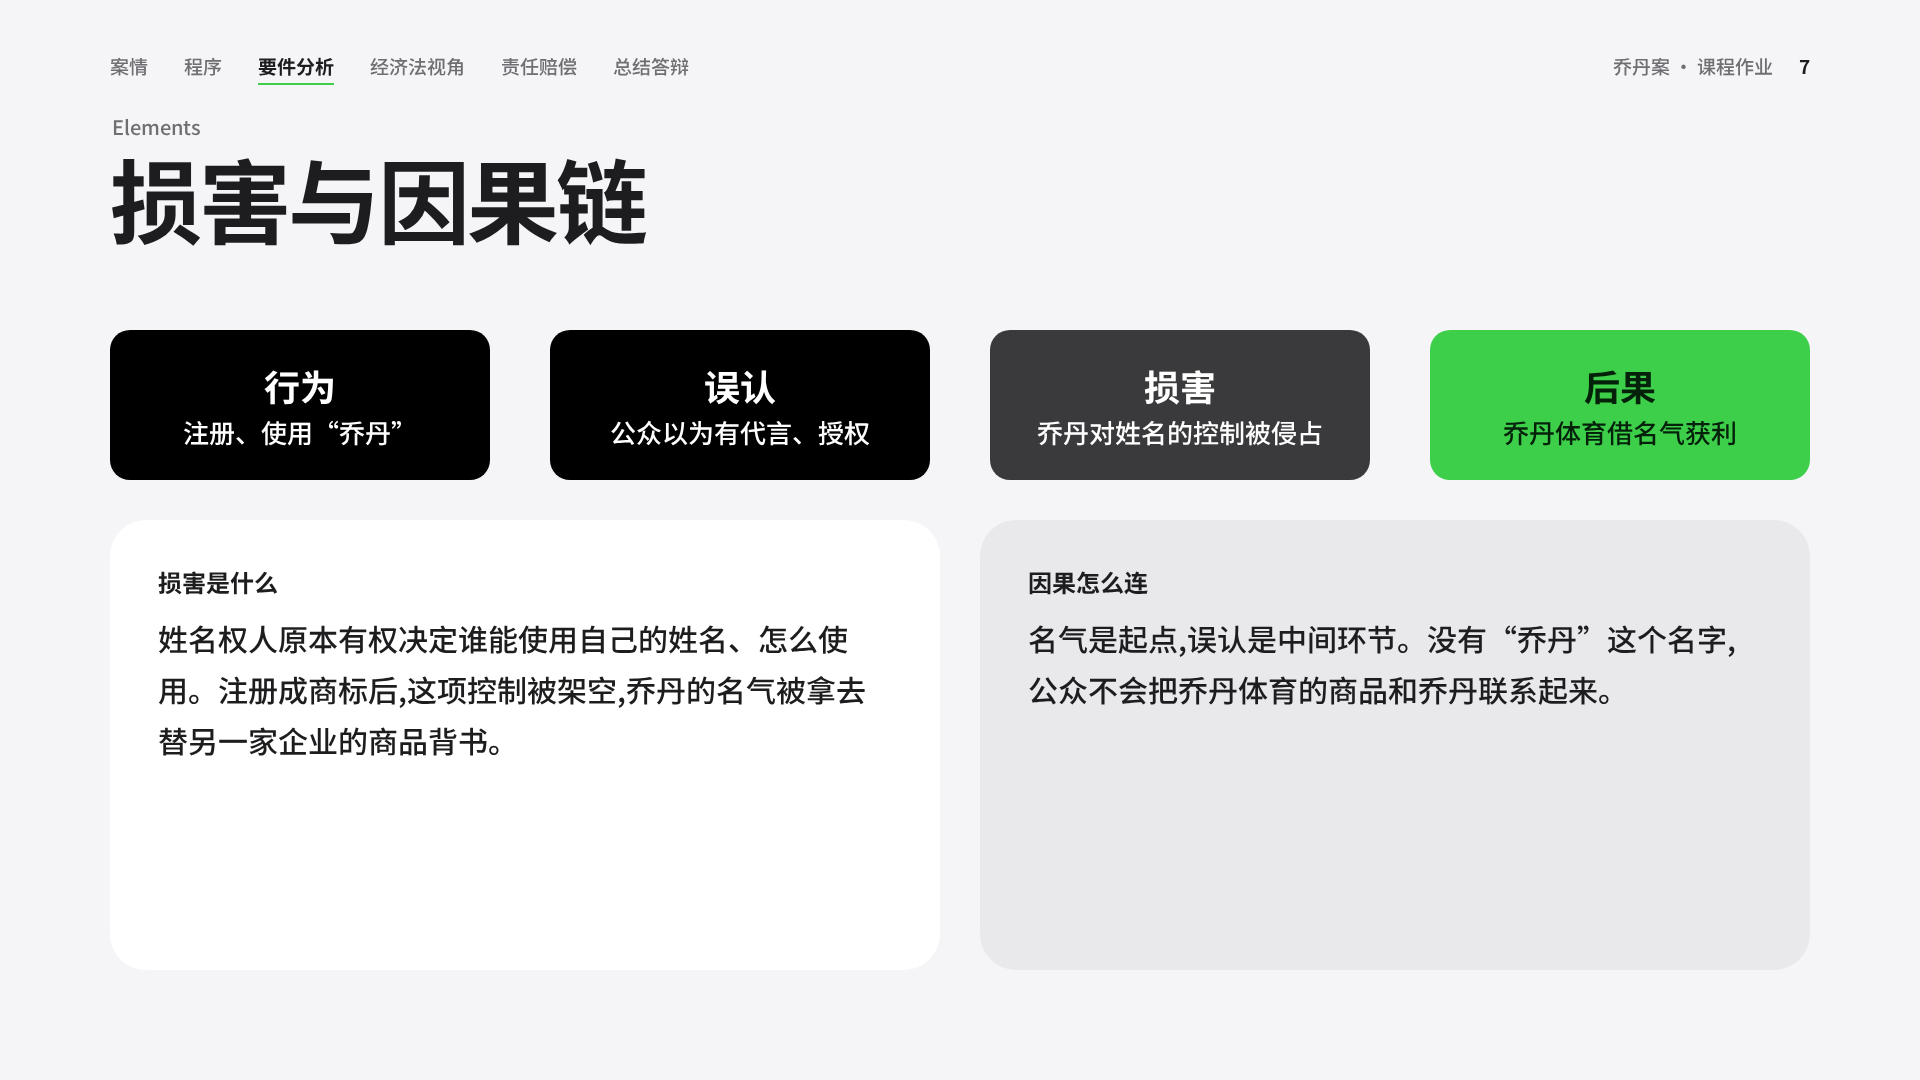 案情 程序 要件分析 经济法视角 责任赔偿 总结答辩 乔丹案 · 课程作业 7
Elements
损害与因果链
行为
注册、使用“乔丹”
误认
公众以为有代言、授权
损害
乔丹对姓名的控制被侵占
后果
乔丹体育借名气获利
损害是什么
姓名权人原本有权决定谁能使用自己的姓名、怎么使
用。注册成商标后,这项控制被架空,乔丹的名气被拿去
替另一家企业的商品背书。
因果怎么连
名气是起点,误认是中间环节。没有“乔丹”这个名字,
公众不会把乔丹体育的商品和乔丹联系起来。